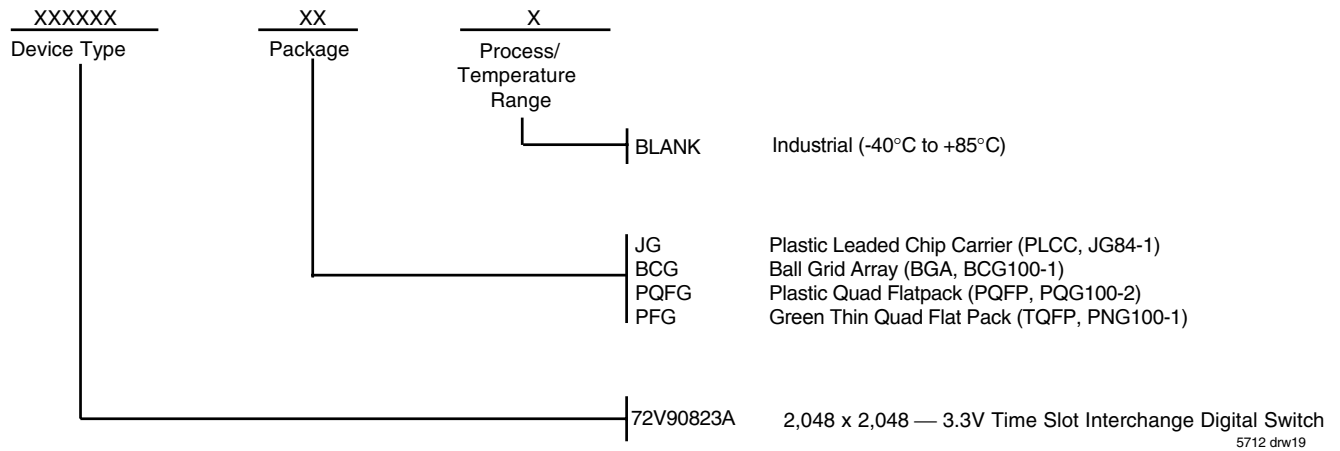 XXXXXX XX X
Device Type Package Process/
Temperature
Range
BLANK Industrial (-40°C to +85°C)
JG Plastic Leaded Chip Carrier (PLCC, JG84-1)
BCG Ball Grid Array (BGA, BCG100-1)
PQFG Plastic Quad Flatpack (PQFP, PQG100-2)
PFG Green Thin Quad Flat Pack (TQFP, PNG100-1)
72V90823A 2,048 x 2,048 — 3.3V Time Slot Interchange Digital Switch
5712 drw19